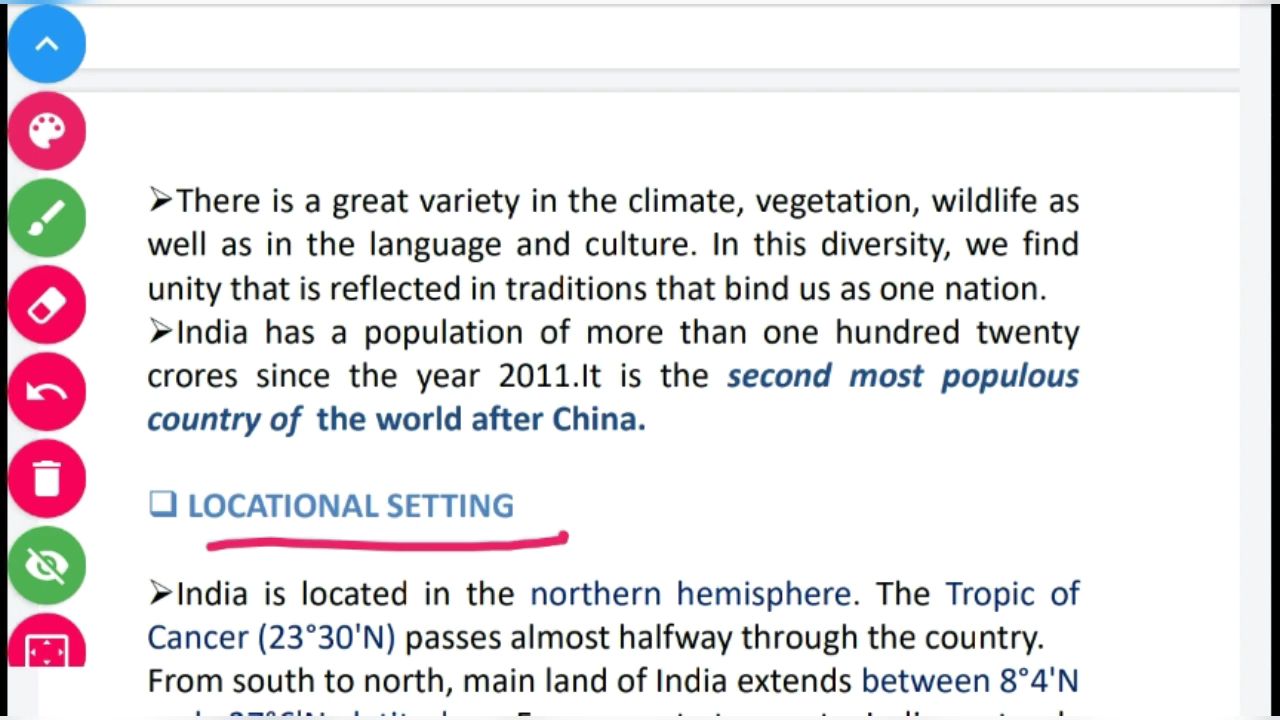 ➢There is a great variety in the climate, vegetation, wildlife as
well as in the language and culture. In this diversity, we find
unity that is reflected in traditions that bind us as one nation.
➢India has a population of more than one hundred twenty
crores since the year 2011.It is the second most populous
country of the world after China.
❑ LOCATIONAL SETTING
➢India is located in the northern hemisphere. The Tropic of
Cancer (23°30'N) passes almost halfway through the country.
From south to north, main land of India extends between 8°4'N